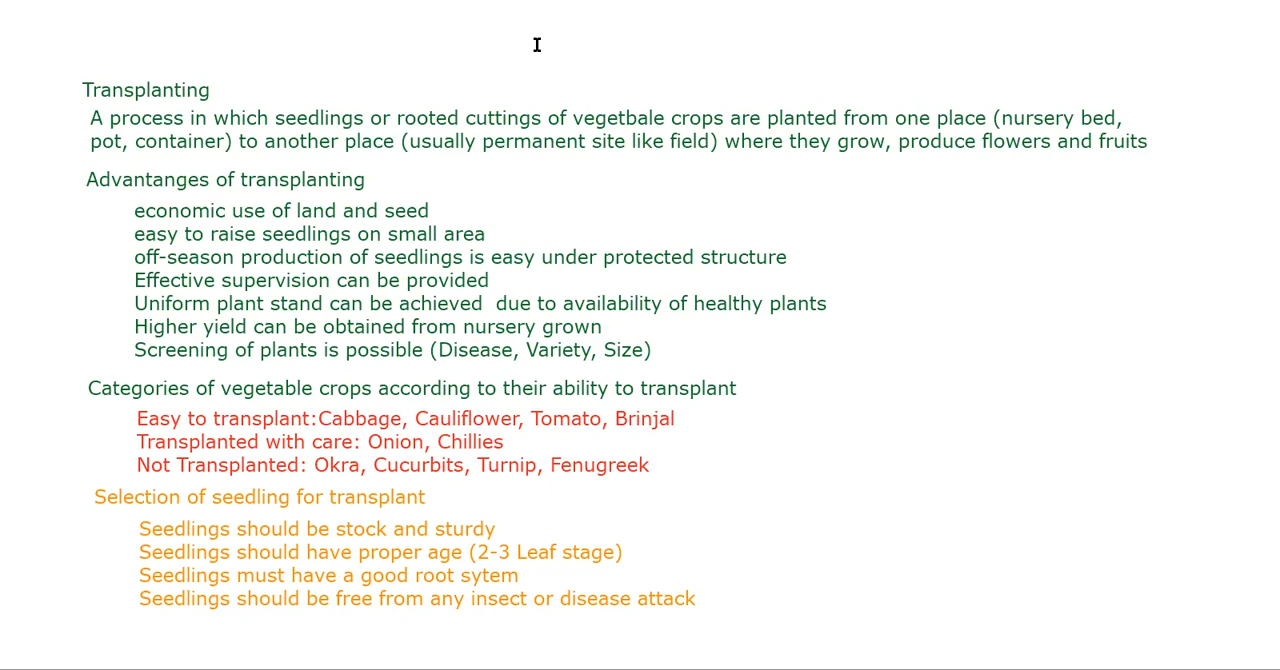 Transplanting
A process in which seedlings or rooted cuttings of vegetbale crops are planted from one place (nursery bed,
pot, container) to another place (usually permanent site like field) where they grow, produce flowers and fruits
Advantanges of transplanting
economic use of land and seed
easy to raise seedlings on small area
off-season production of seedlings is easy under protected structure
Effective supervision can be provided
Uniform plant stand can be achieved  due to availability of healthy plants
Higher yield can be obtained from nursery grown
Screening of plants is possible (Disease, Variety, Size)
Categories of vegetable crops according to their ability to transplant
Easy to transplant:Cabbage, Cauliflower, Tomato, Brinjal
Transplanted with care: Onion, Chillies
Not Transplanted: Okra, Cucurbits, Turnip, Fenugreek
Selection of seedling for transplant
Seedlings should be stock and sturdy
Seedlings should have proper age (2-3 Leaf stage)
Seedlings must have a good root sytem
Seedlings should be free from any insect or disease attack